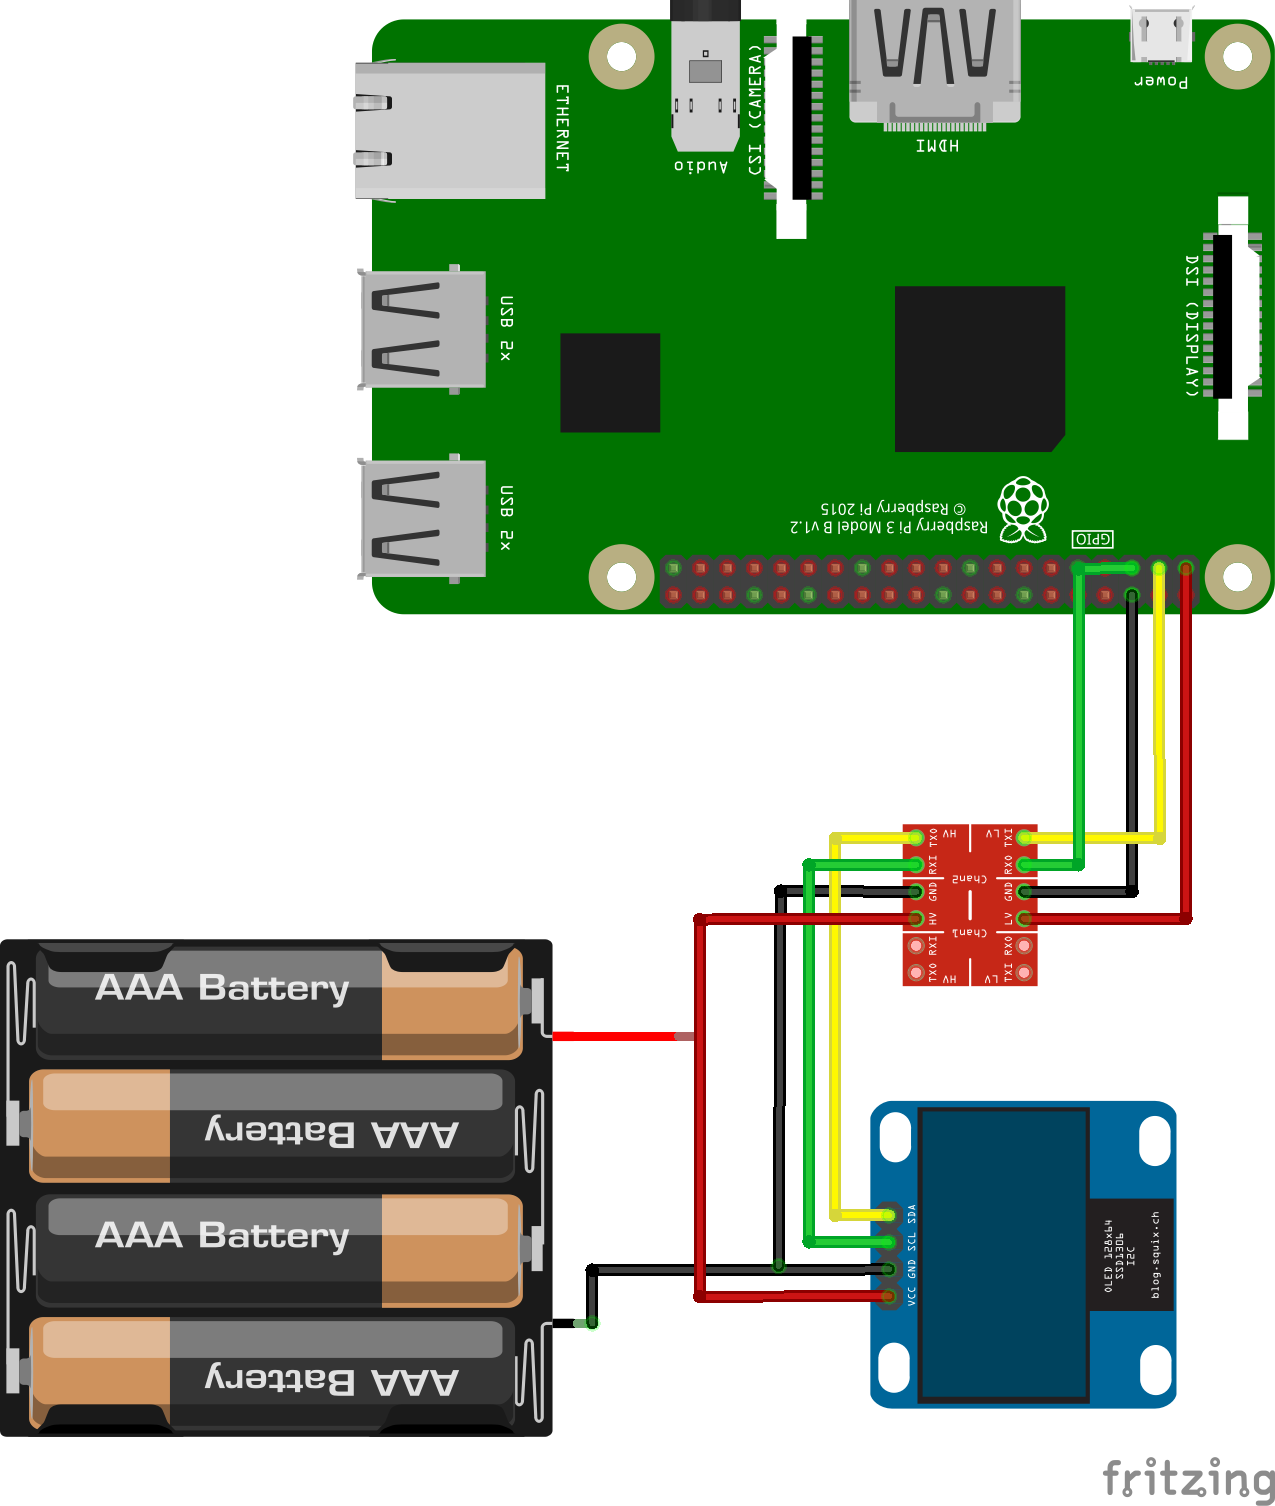 Power
ETHERNET
Audio
CSI (CAMERA)
HDMI
DSI (DISPLAY)
USB 2x
USB 2x
Raspberry Pi 3 Model B v1.2
© Raspberry Pi 2015
GPIO
TXO HV LV TXI
RXI RXO
Chan2
GND GND
HV LV
Chan1
RXI RXO
TXO HV LV TXI
AAA Battery
AAA Battery
AAA Battery
AAA Battery
SDA
SCL
GND
VCC
OLED 128x64
SSD1306
I2C
blog.squix.ch
fritzing